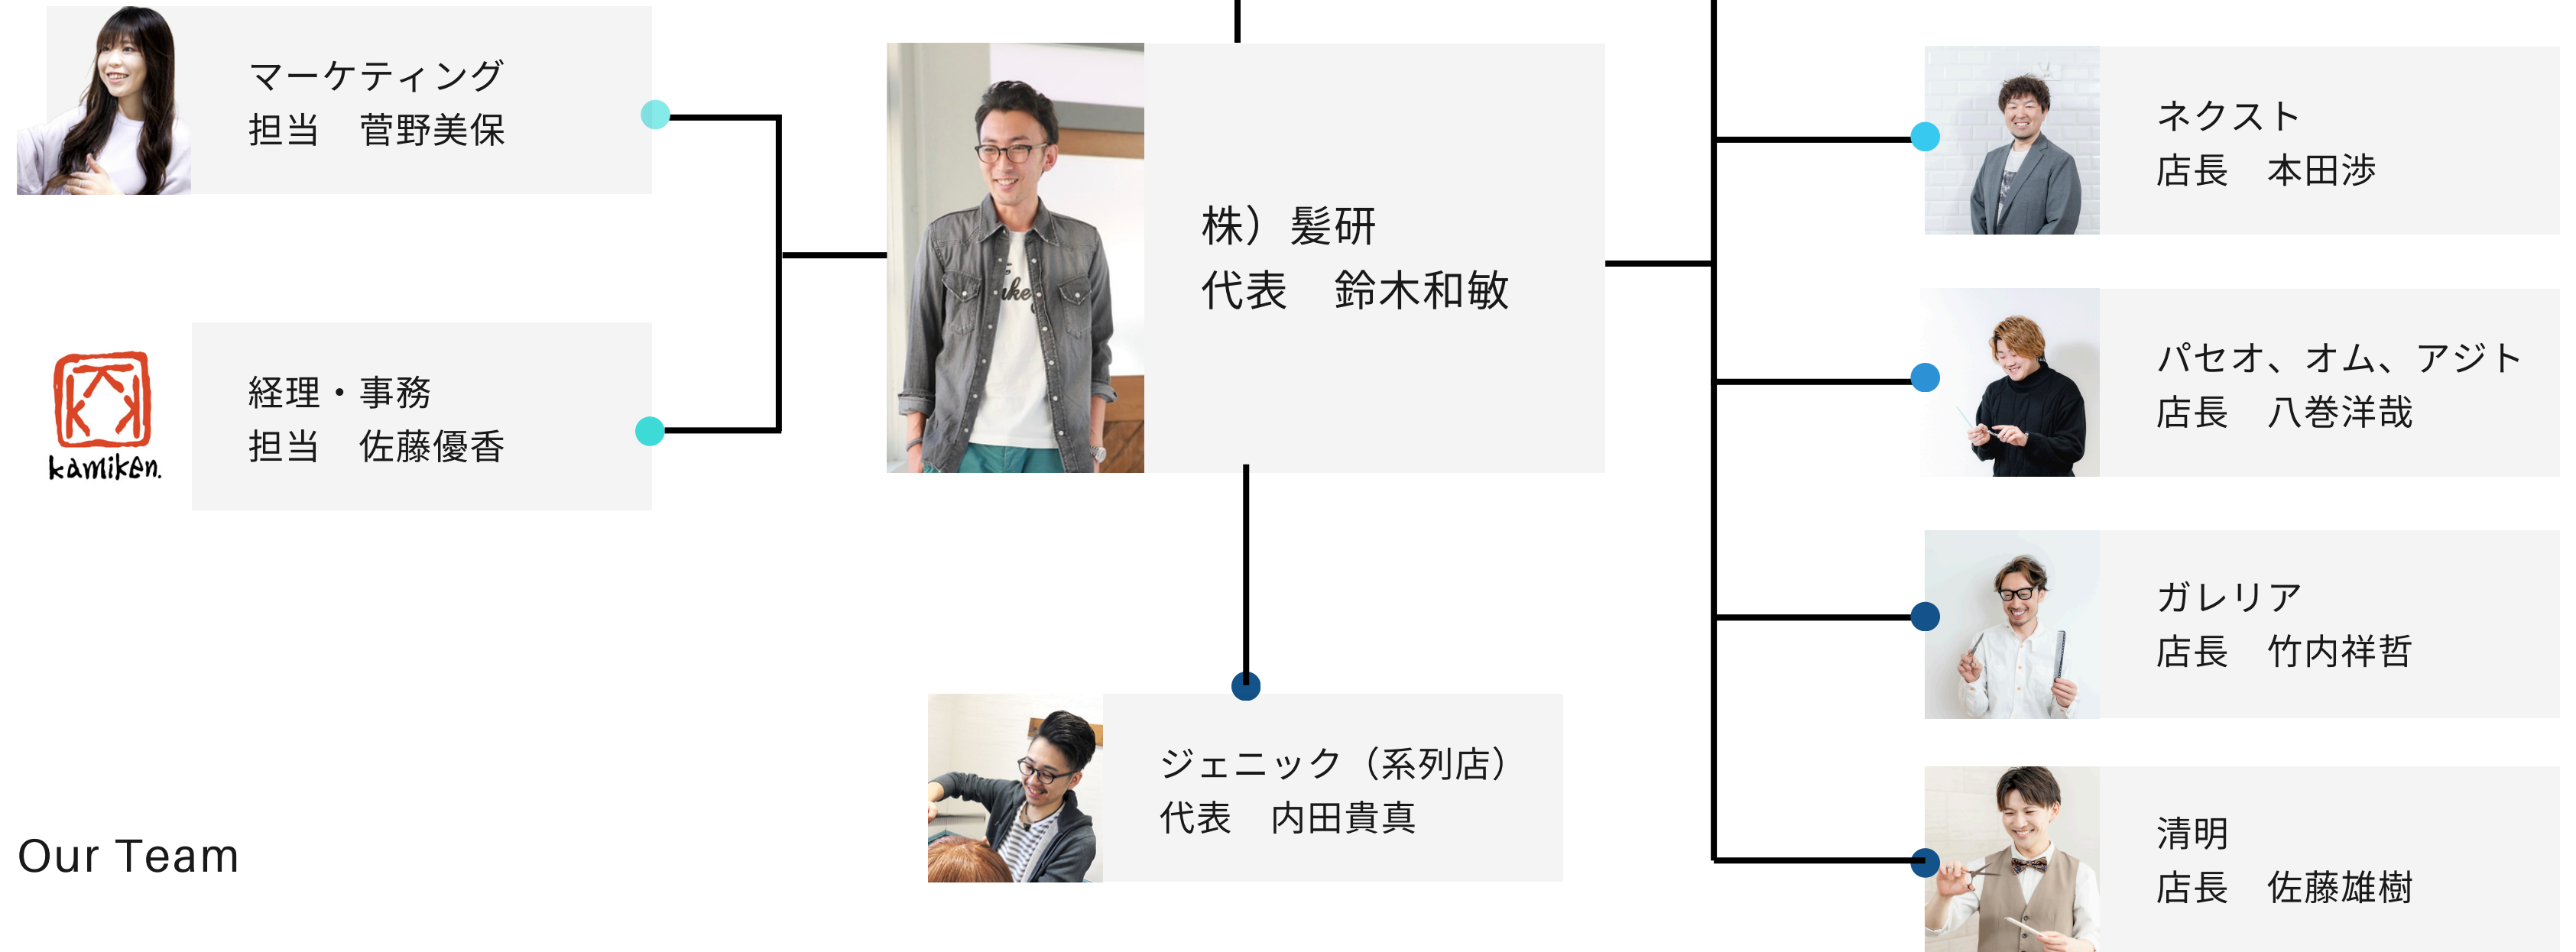 マーケティング
担当　菅野美保
経理・事務
担当　佐藤優香
kamiken.
株）髪研
代表　鈴木和敏
ジェニック（系列店）
代表　内田貴真
ネクスト
店長　本田渉
パセオ、オム、アジト
店長　八巻洋哉
ガレリア
店長　竹内祥哲
清明
店長　佐藤雄樹
Our Team